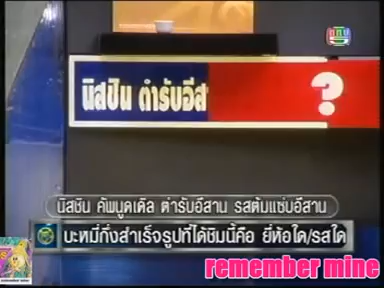 นิสชิน ตำรับอีส
?
นิสชิน คัพนูดเดิล ตำรับอีสาน รสต้มแซ่บอีสาน
บะหมี่กึ่งสำเร็จรูปที่ได้ชิมนี้คือ ยี่ห้อใด/รสใด
remember mine